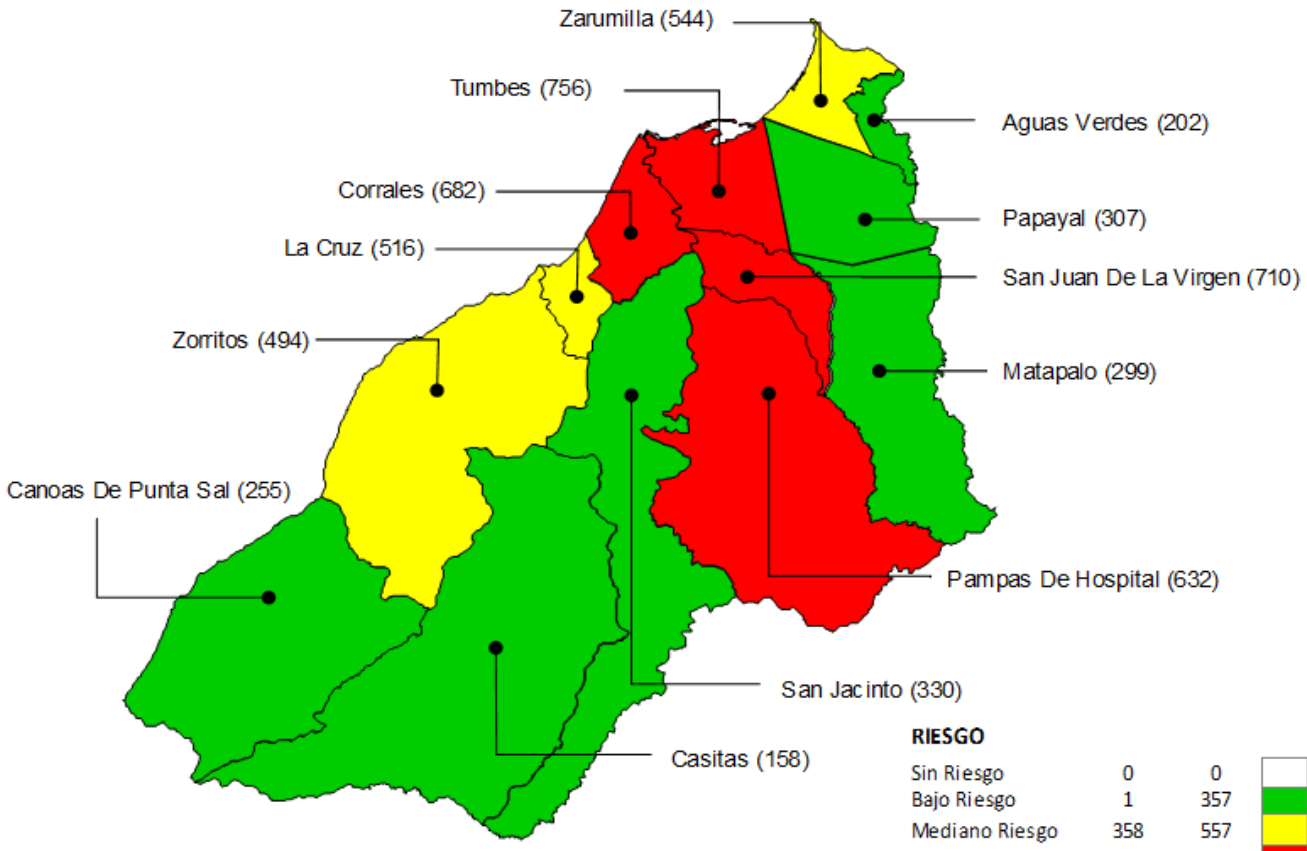 Zarumilla (544)
Tumbes (756)
Aguas Verdes (202)
Corrales (682)
Papayal (307)
La Cruz (516)
San Juan De La Virgen (710)
Zorritos (494)
Matapalo (299)
Canoas De Punta Sal (255)
Pampas De Hospital (632)
San Jacinto (330)
Casitas (158)
RIESGO
Sin Riesgo 0 0
Bajo Riesgo 1 357
Mediano Riesgo 358 557